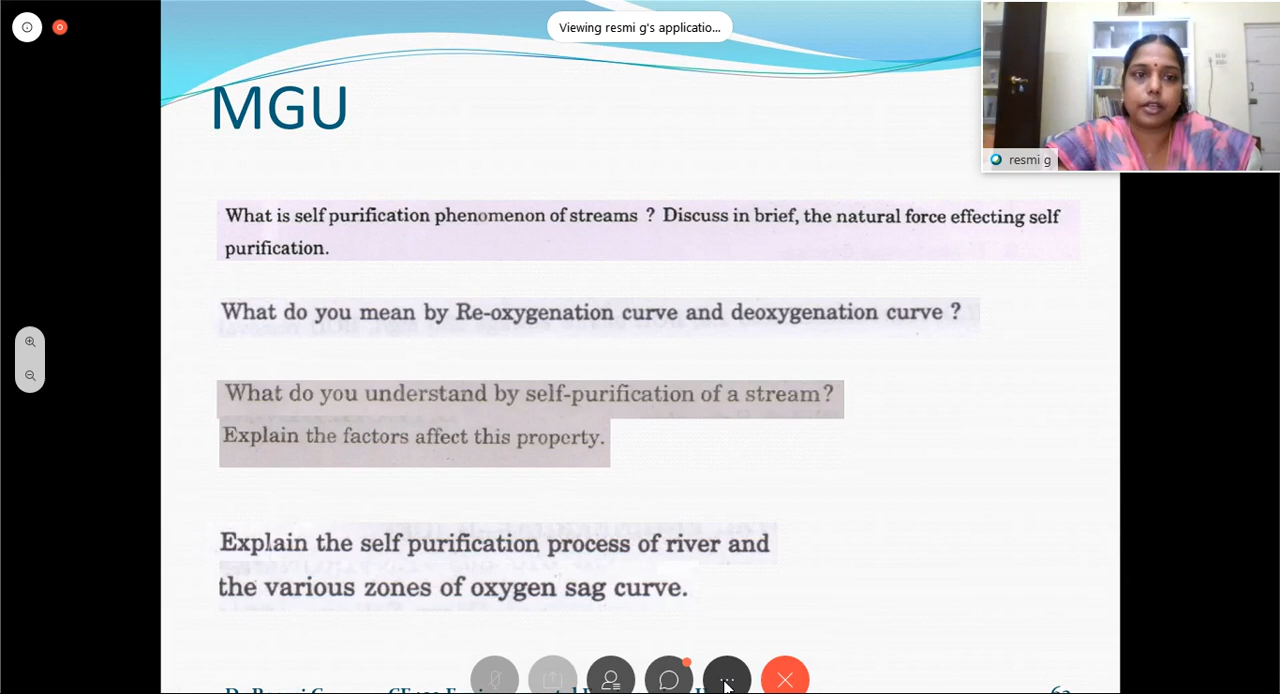 Viewing resmi g's applicatio...
MGU
resmi g
What is self purification phenomenon of streams ? Discuss in brief, the natural force effecting self
purification.
What do you mean by Re-oxygenation curve and deoxygenation curve ?
What do you understand by self-purification of a stream?
Explain the factors affect this property.
Explain the self purification process of river and
the various zones of oxygen sag curve.